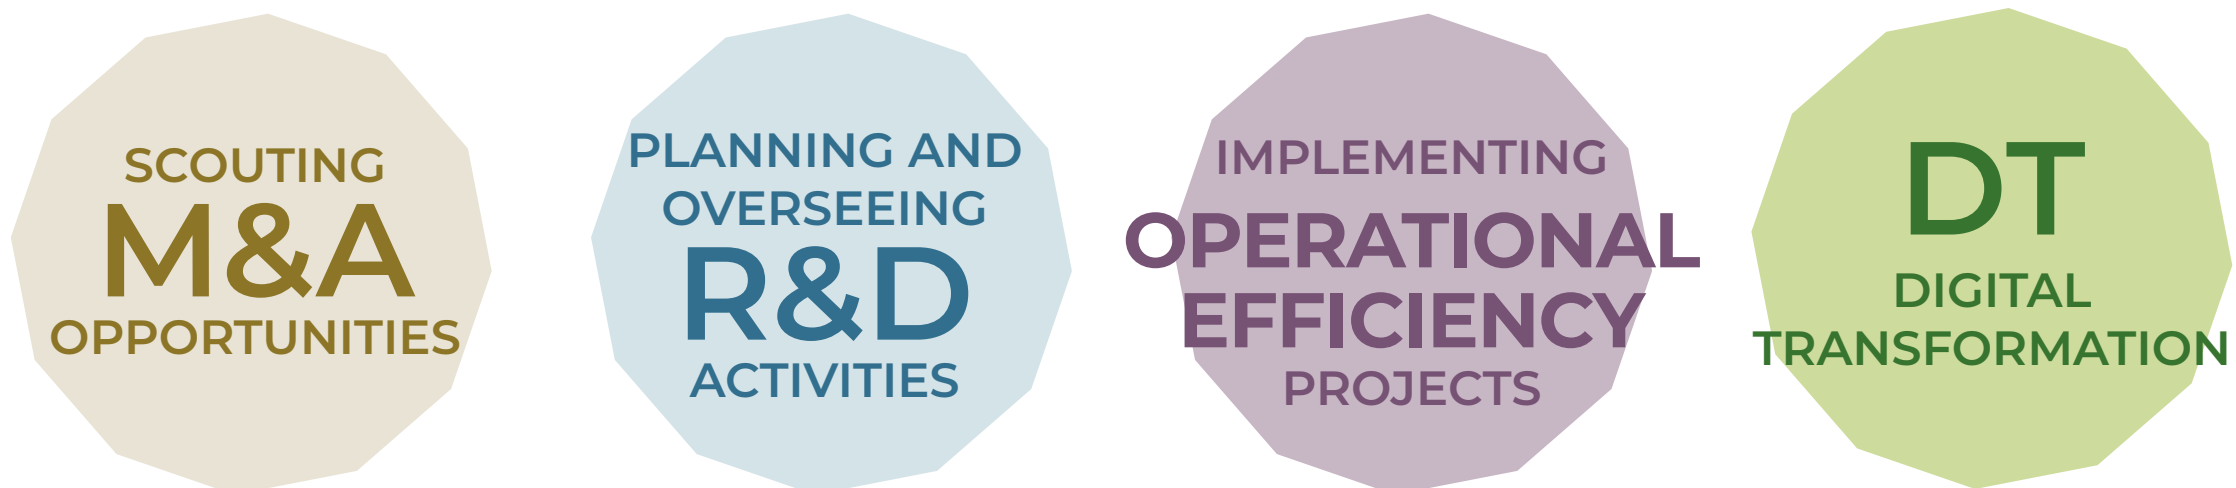 SCOUTING
M&A
OPPORTUNITIES
PLANNING AND
OVERSEEING
R&D
ACTIVITIES
IMPLEMENTING
OPERATIONAL
EFFICIENCY
PROJECTS
DT
DIGITAL
TRANSFORMATION